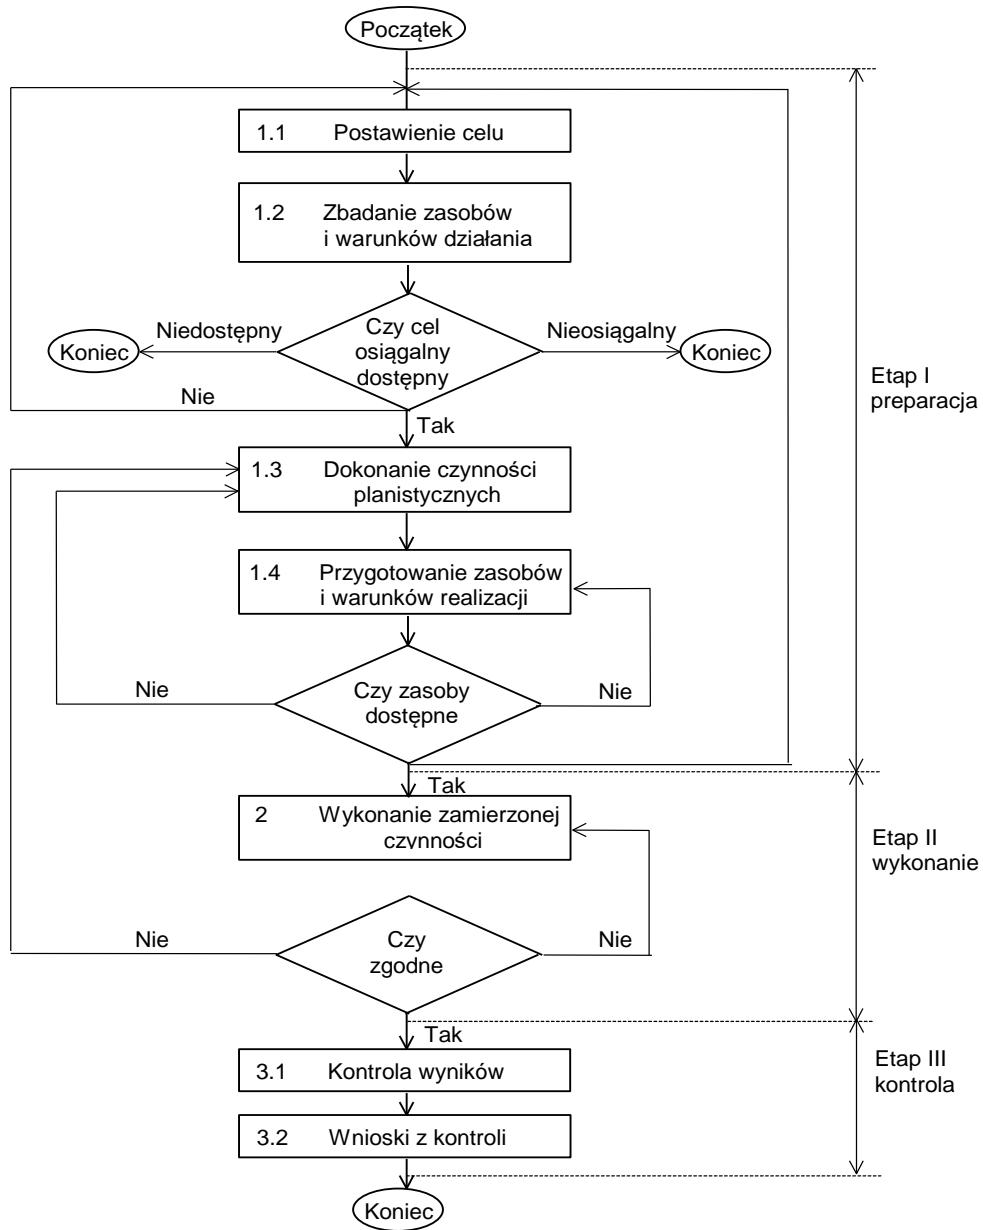 Początek
1.1 Postawienie celu
1.2 Zbadanie zasobów
i warunków działania
Niedostępny
Czy cel
osiągalny
dostępny
Nieosiągalny
Koniec
Koniec
Nie
Tak
Etap I
preparacja
1.3 Dokonanie czynności
planistycznych
1.4 Przygotowanie zasobów
i warunków realizacji
Nie
Czy zasoby
dostępne
Nie
Tak
2 Wykonanie zamierzonej
czynności
Etap II
wykonanie
Nie
Czy
zgodne
Nie
Tak
3.1 Kontrola wyników
Etap III
kontrola
3.2 Wnioski z kontroli
Koniec